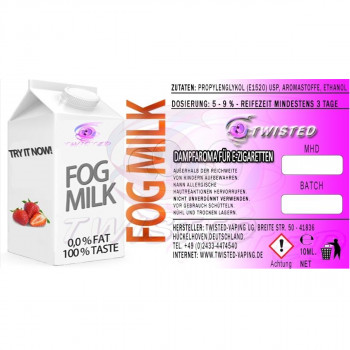 TRY IT NOW!
FOG
MILK
0,0% FAT
100% TASTE
FOG MILK
ZUTATEN: PROPYLENGLYKOL (E1520) USP, AROMASTOFFE, ETHANOL
DOSIERUNG: 5 - 9 % - REIFEZEIT MINDESTENS 3 TAGE
TWISTED
DAMPFAROMA FÜR E-ZIGARETTEN
AUßERHALB DER REICHWEITE
VON KINDERN AUFBEWAHREN.
KANN ALLERGISCHE
HAUTREAKTIONEN HERVORRUFEN.
NICHT UNVERDÜNNT VERWENDEN.
VOR GEBRAUCH SCHÜTTELN
KÜHL UND TROCKEN LAGERN.
MHD
BATCH
HERSTELLER: TWISTED-VAPING LG, BREITE STR. 50 - 41836
HÜCKELHOVEN,DEUTSCHLAND.
TEL. +49 (0)2433-4474540
INTERNET: WWW.TWISTED-VAPING.DE
Achtung
10ML.
NET